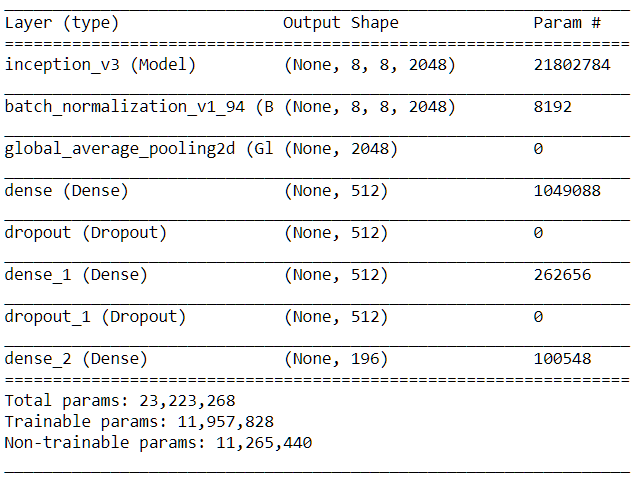 _________________________________________________________________
Layer (type)                 Output Shape              Param #
=================================================================
inception_v3 (Model)         (None, 8, 8, 2048)        21802784
_________________________________________________________________
batch_normalization_v1_94 (B (None, 8, 8, 2048)        8192
_________________________________________________________________
global_average_pooling2d (Gl (None, 2048)              0
_________________________________________________________________
dense (Dense)                (None, 512)               1049088
_________________________________________________________________
dropout (Dropout)            (None, 512)               0
_________________________________________________________________
dense_1 (Dense)              (None, 512)               262656
_________________________________________________________________
dropout_1 (Dropout)          (None, 512)               0
_________________________________________________________________
dense_2 (Dense)              (None, 196)               100548
=================================================================
Total params: 23,223,268
Trainable params: 11,957,828
Non-trainable params: 11,265,440
_________________________________________________________________